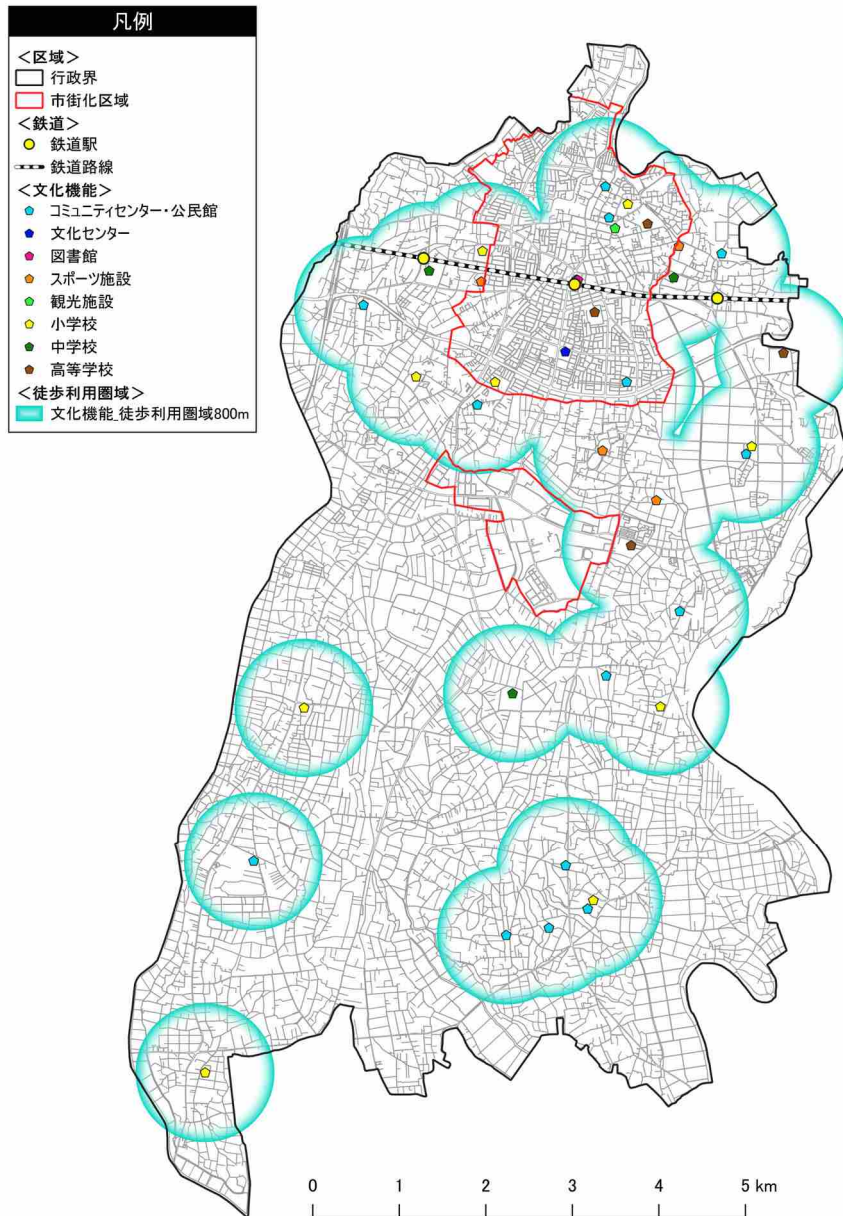 凡例
＜区域＞
行政界
市街化区域
＜鉄道＞
鉄道駅
鉄道路線
＜文化機能＞
コミュニティセンター・公民館
文化センター
図書館
スポーツ施設
観光施設
小学校
中学校
高等学校
＜徒歩利用圏域＞
文化機能_徒歩利用圏域800m
0 1 2 3 4 5 km